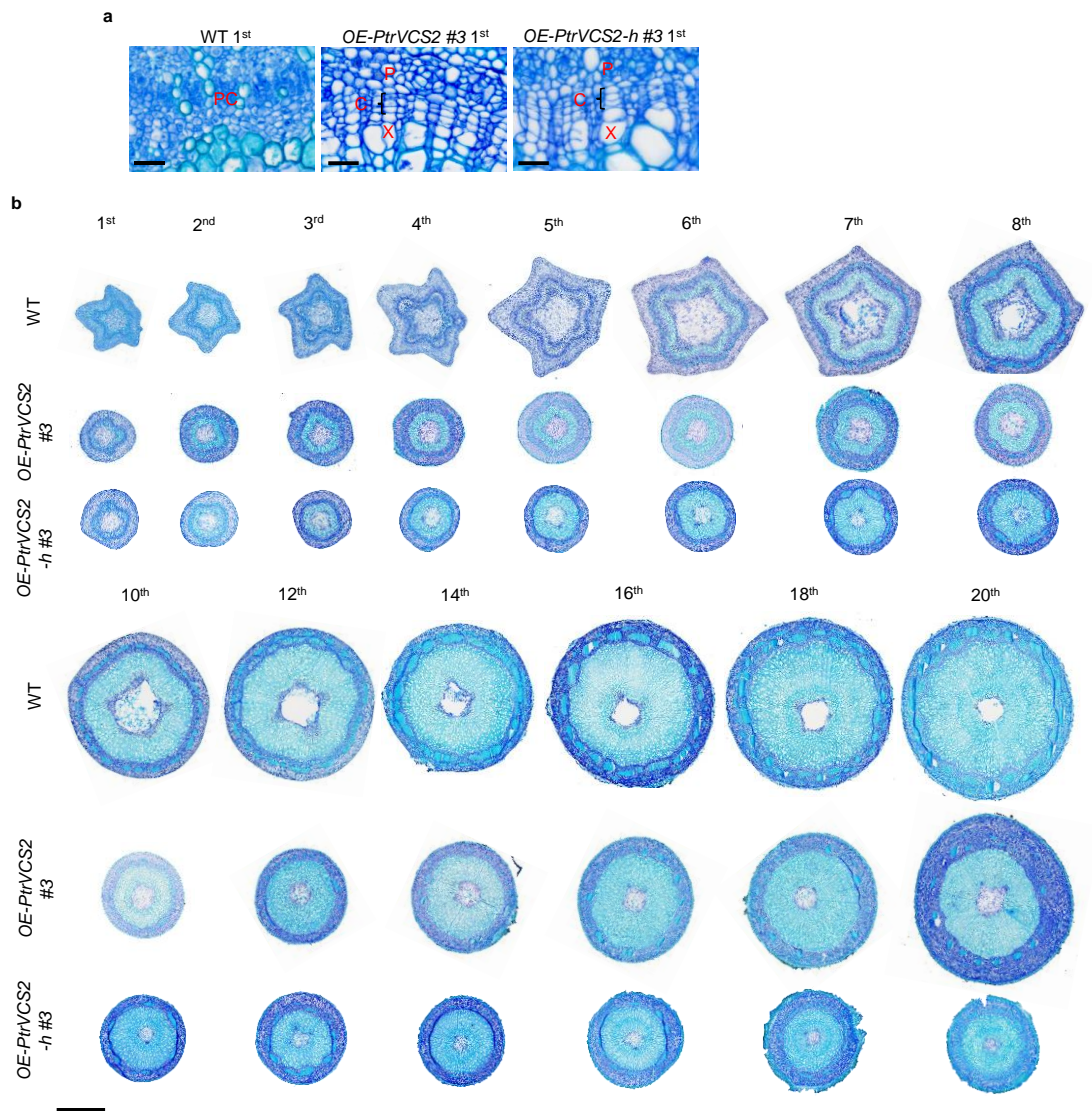 a
WT 1st
OE-PtrVCS2 #3 1st
OE-PtrVCS2-h #3 1st
PC
P
C
X
P
C
X
b
1st
2nd
3rd
4th
5th
6th
7th
8th
WT
OE-PtrVCS2
#3
OE-PtrVCS2
-h #3
10th
12th
14th
16th
18th
20th
WT
OE-PtrVCS2
#3
OE-PtrVCS2
-h #3